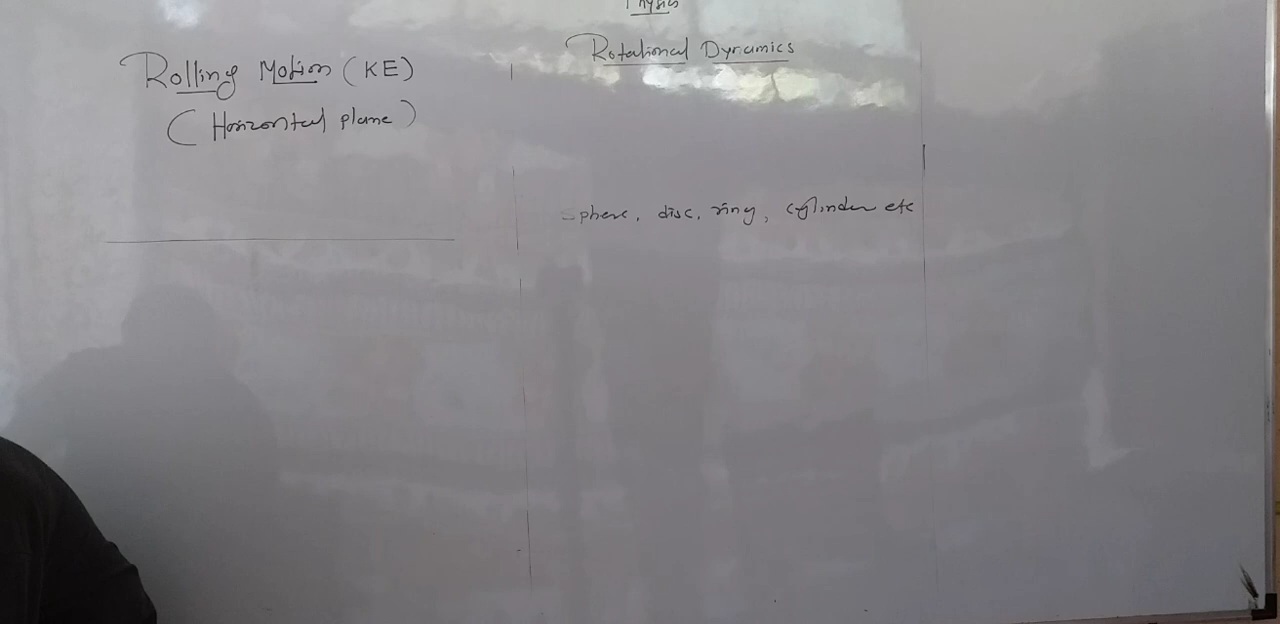 Physics
Rotational Dynamics
Rolling Motion (KE)
(Horizontal plane)
Sphere, disc, ring, cylinder etc